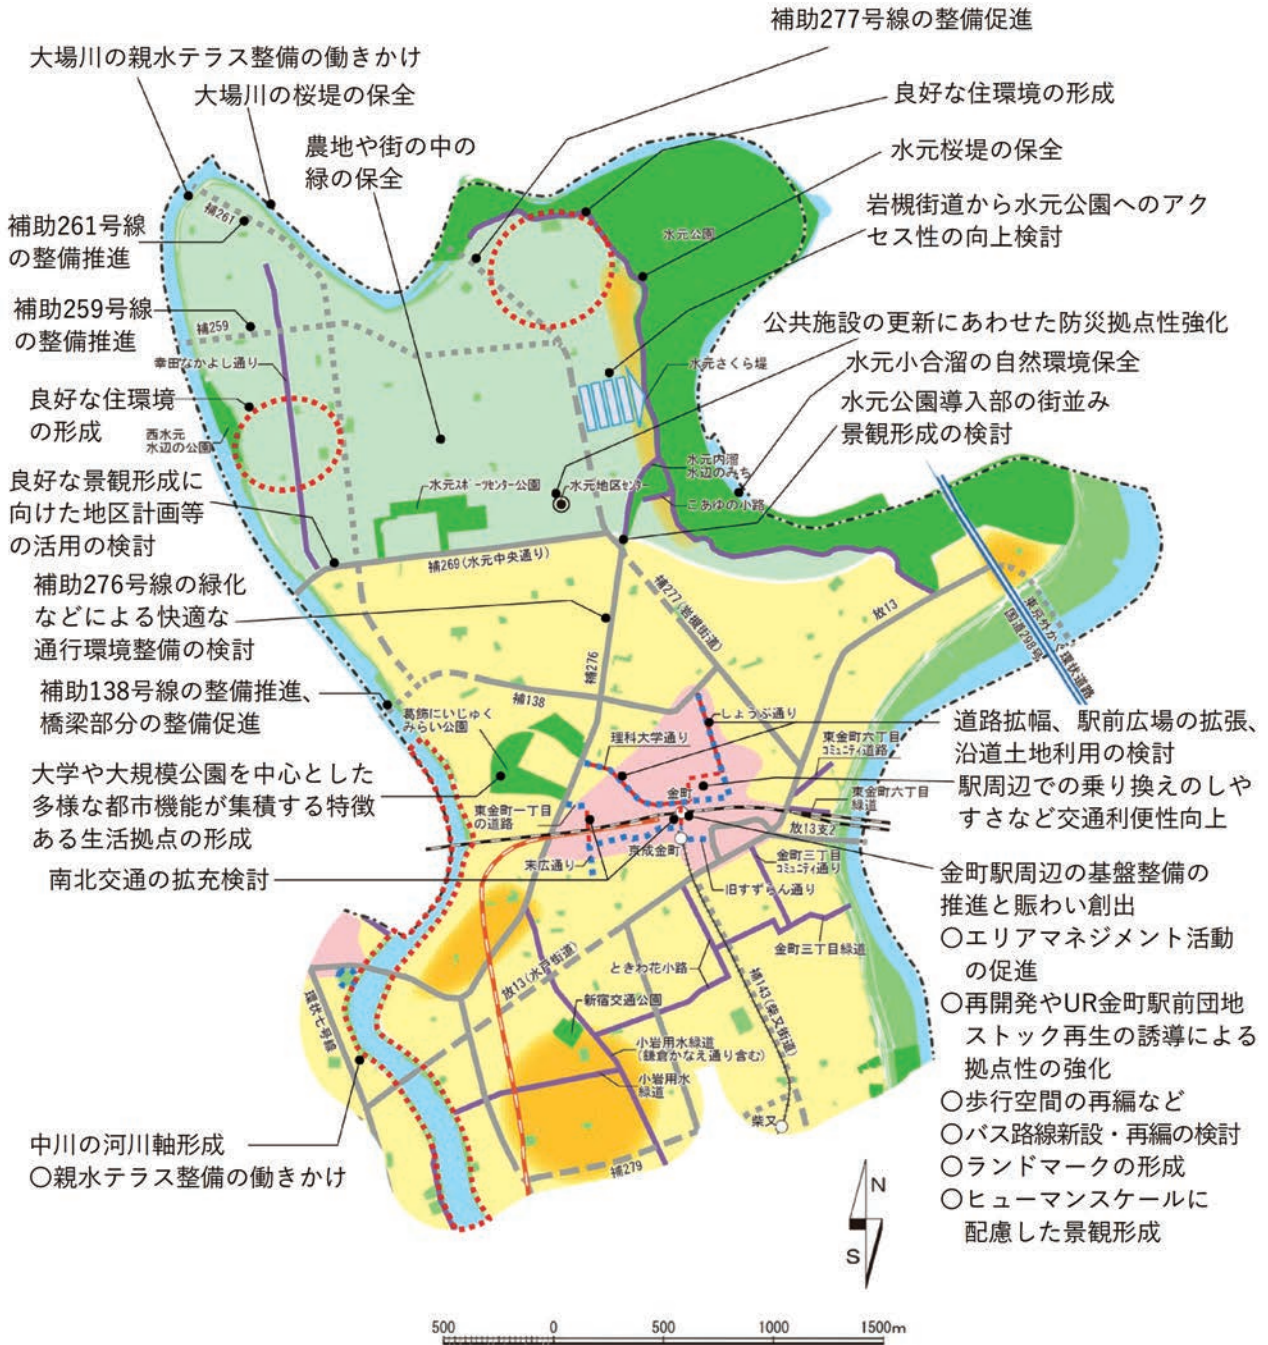 補助277号線の整備促進
大場川の親水テラス整備の働きかけ
大場川の桜堤の保全
良好な住環境の形成
農地や街の中の
緑の保全
水元桜堤の保全
岩槻街道から水元公園へのアク
セス性の向上検討
補助261号線
の整備推進
補261
水元公園
補助259号線
の整備推進
補259
幸田なかよし通り
公共施設の更新にあわせた防災拠点性強化
水元さくら堤
水元小合溜の自然環境保全
水元公園導入部の街並み
景観形成の検討
良好な住環境
の形成
西水元
水辺の公園
水元内溜
水辺のみち
水元スポーツセンター公園
水元地区センター
こあゆの小路
良好な景観形成に
向けた地区計画等
の活用の検討
補269(水元中央通り)
補277(岩槻街道)
放13
東京外かく環状道路
国道298号
補助276号線の緑化
などによる快適な
通行環境整備の検討
補276
補助138号線の整備推進、
橋梁部分の整備促進
補138
葛飾にいじゅく
みらい公園
しょうぶ通り
理科大学通り
東金町六丁目
コミュニティ道路
道路拡幅、駅前広場の拡張、
沿道土地利用の検討
大学や大規模公園を中心とした
多様な都市機能が集積する特徴
ある生活拠点の形成
東金町一丁目
の道路
金町
東金町六丁目
緑道
駅周辺での乗り換えのしや
すさなど交通利便性向上
放13支2
末広通り
京成金町
金町三丁目
コミュニティ通り
旧すずらん通り
南北交通の拡充検討
金町駅周辺の基盤整備の
推進と賑わい創出
〇エリアマネジメント活動
の促進
〇再開発やUR金町駅前団地
ストック再生の誘導による
拠点性の強化
〇歩行空間の再編など
〇バス路線新設・再編の検討
〇ランドマークの形成
〇ヒューマンスケールに
配慮した景観形成
金町三丁目緑道
ときわ花小路
放13(水戸街道)
補143(柴又街道)
環状七号線
新宿交通公園
小岩用水緑道
(鎌倉かなえ通り含む)
小岩用水
緑道
柴又
補279
中川の河川軸形成
〇親水テラス整備の働きかけ
N
S
500 0 500 1000 1500m